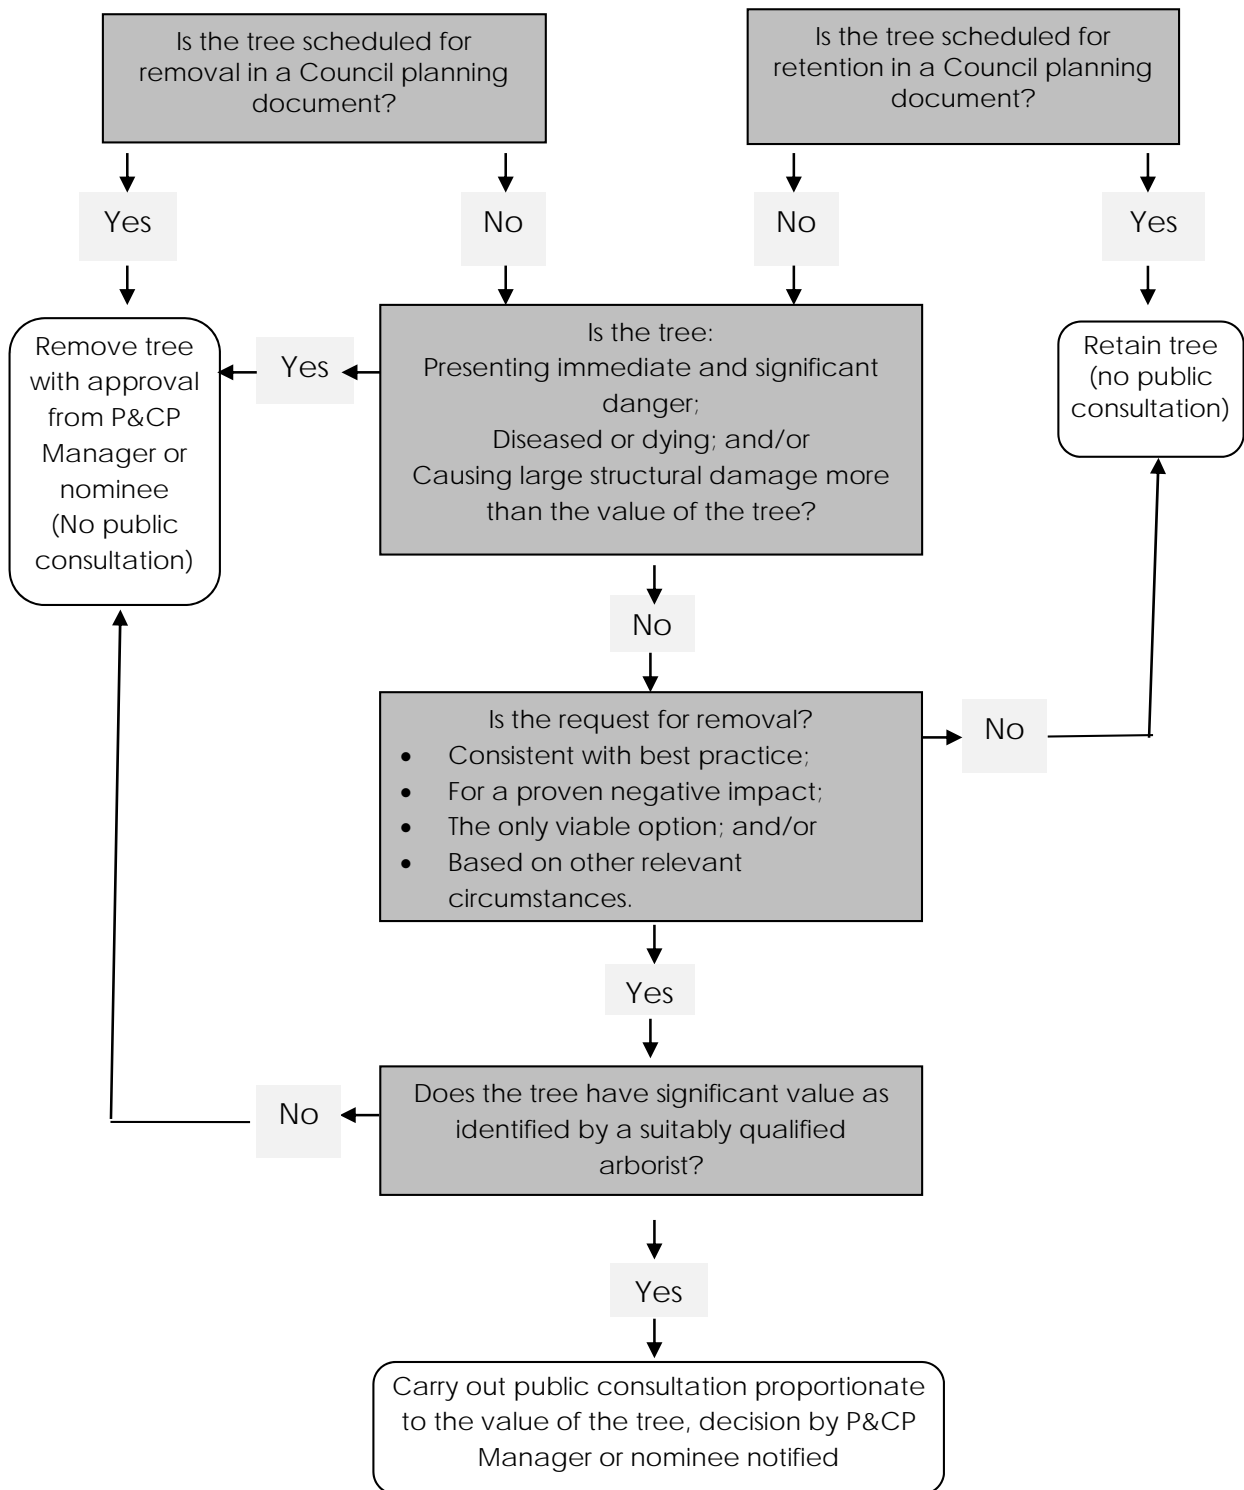 Is the tree scheduled for
removal in a Council planning
document?
Is the tree scheduled for
retention in a Council planning
document?
Yes
No
No
Yes
Remove tree
with approval
from P&CP
Manager or
nominee
(No public
consultation)
Yes
Is the tree:
Presenting immediate and significant
danger;
Diseased or dying; and/or
Causing large structural damage more
than the value of the tree?
Retain tree
(no public
consultation)
No
Is the request for removal?
• Consistent with best practice;
• For a proven negative impact;
• The only viable option; and/or
• Based on other relevant
circumstances.
No
Yes
No
Does the tree have significant value as
identified by a suitably qualified
arborist?
Yes
Carry out public consultation proportionate
to the value of the tree, decision by P&CP
Manager or nominee notified